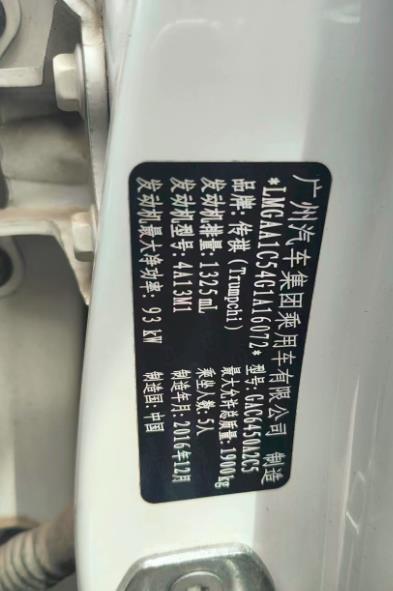 广州汽车集团乘用车有限公司 制造
*LMGAA1C54G1A16072*
品牌: 传祺 (Trumpchi) 型号: GAC6450A2C5
发动机排量: 1325mL 最大允许总质量: 1900kg
发动机型号: 4A13M1 乘坐人数: 5人
发动机最大净功率: 93 kW 制造年月: 2016年12月
制造国: 中国